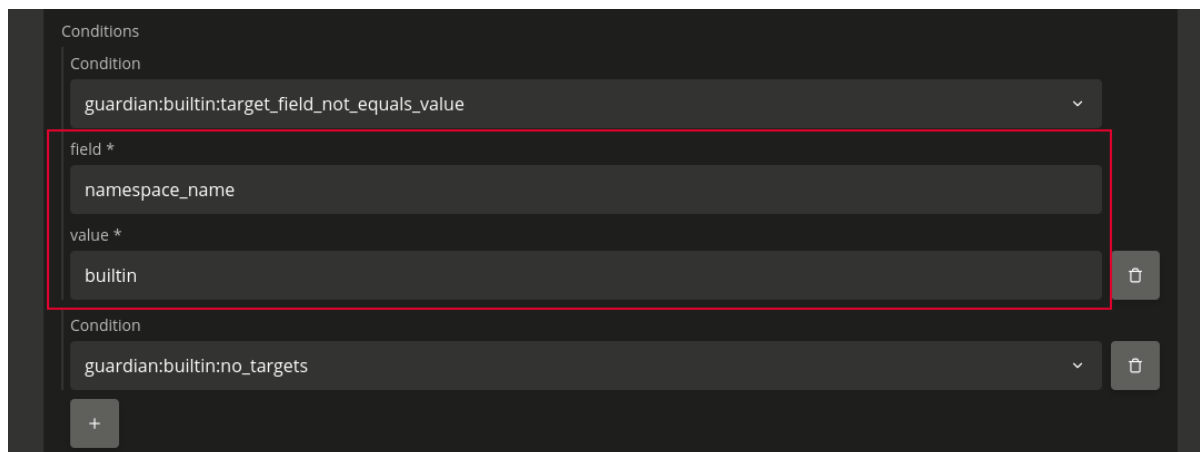 Conditions
Condition
guardian:builtin:target_field_not_equals_value
field *
namespace_name
value *
builtin
Condition
guardian:builtin:no_targets
+